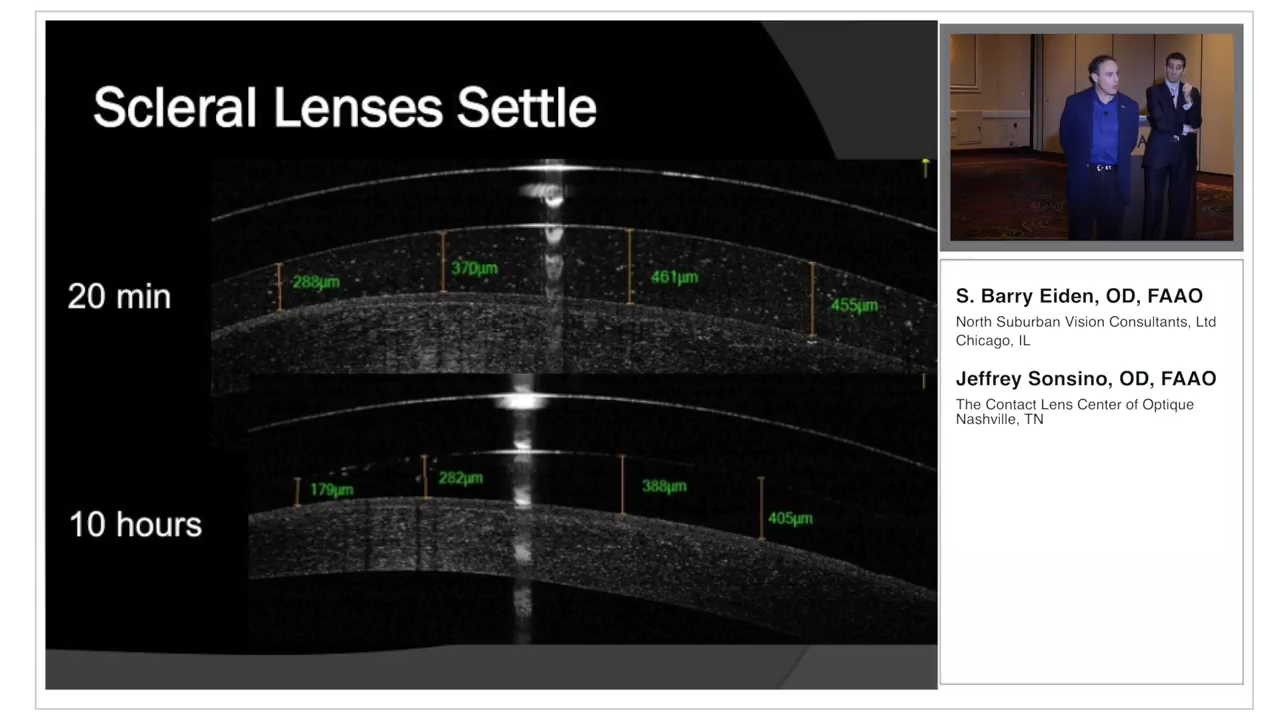 Scleral Lenses Settle
20 min
288µm
370µm
461µm
455µm
10 hours
179µm
282µm
388µm
405µm
S. Barry Eiden, OD, FAAO
North Suburban Vision Consultants, Ltd
Chicago, IL
Jeffrey Sonsino, OD, FAAO
The Contact Lens Center of Optique
Nashville, TN